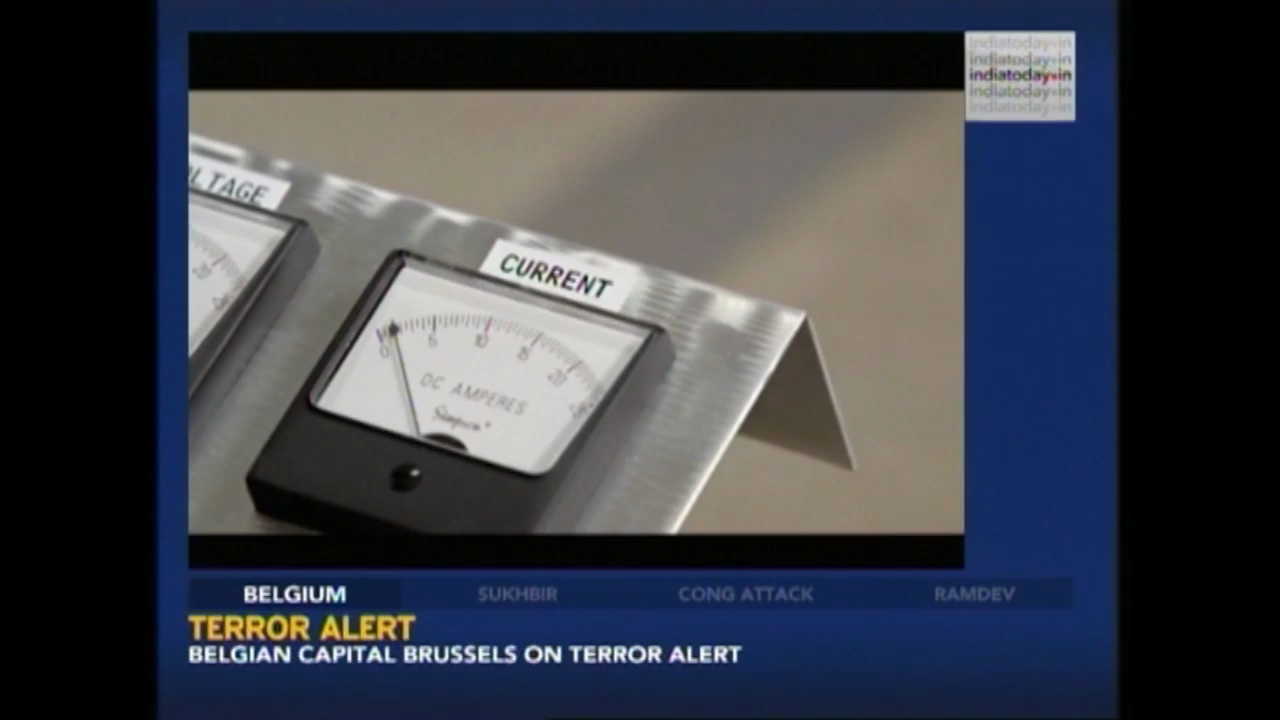 indiatoday.in
indiatoday.in
indiatoday.in
indiatoday.in
indiatoday.in
LTAGE
CURRENT
20
0
5
10
15
20
DC AMPERES
Simpson
BELGIUM
SUKHBIR
CONG ATTACK
RAMDEV
TERROR ALERT
BELGIAN CAPITAL BRUSSELS ON TERROR ALERT